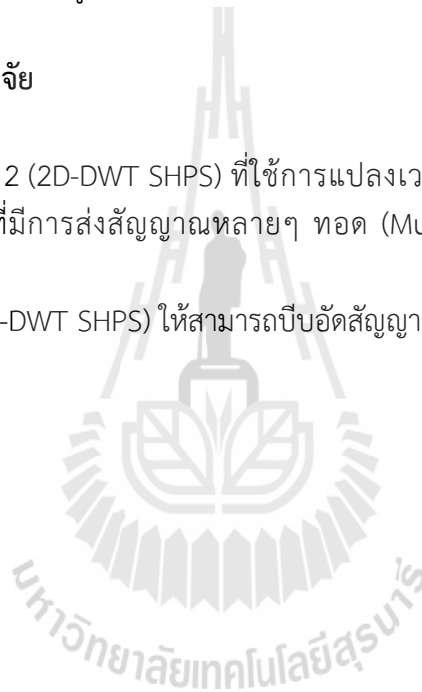 จัย
2 (2D-DWT SHPS) ที่ใช้การแปลงเว
ที่มีการส่งสัญญาณหลายๆ ทอด (Mu
-DWT SHPS) ให้สามารถบีบอัดสัญญา
มหาวิทยาลัยเทคโนโลยีสุรนารี